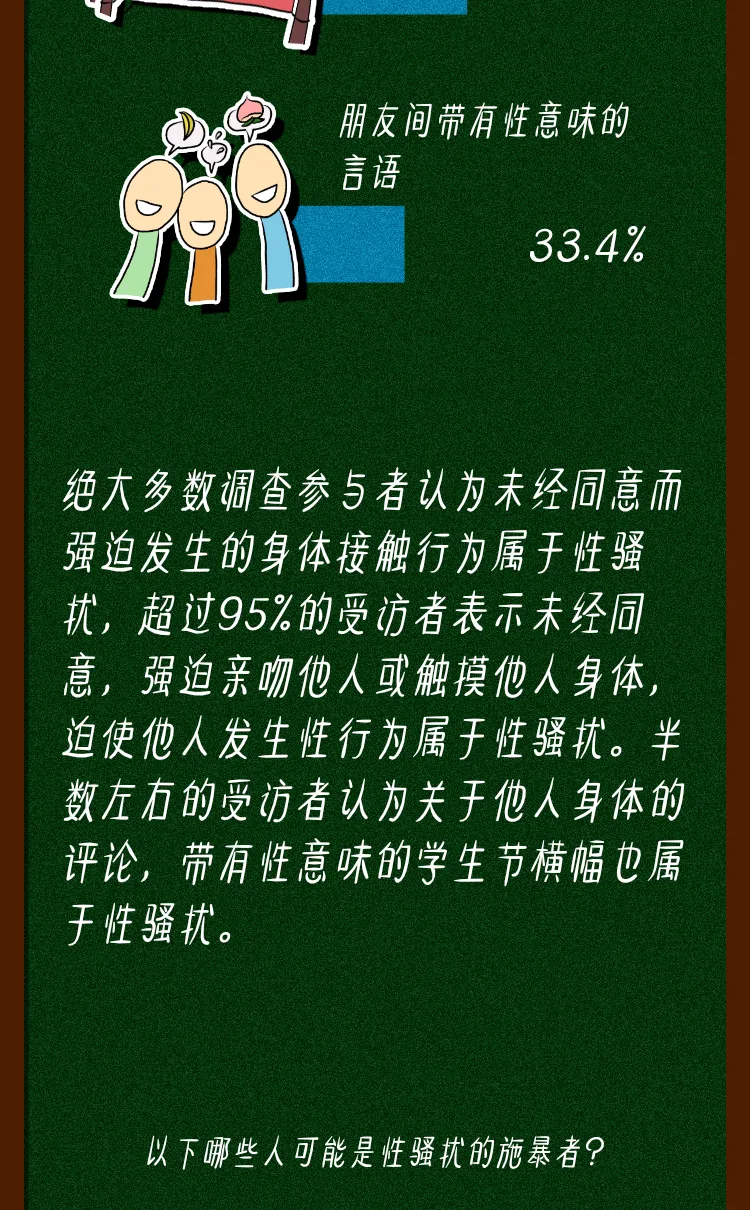 朋友间带有性意味的
言语
33.4%
绝大多数调查参与者认为未经同意而
强迫发生的身体接触行为属于性骚
扰，超过95%的受访者表示未经同
意，强迫亲吻他人或触摸他人身体，
迫使他人发生性行为属于性骚扰。半
数左右的受访者认为关于他人身体的
评论，带有性意味的学生节横幅也属
于性骚扰。
以下哪些人可能是性骚扰的施暴者？